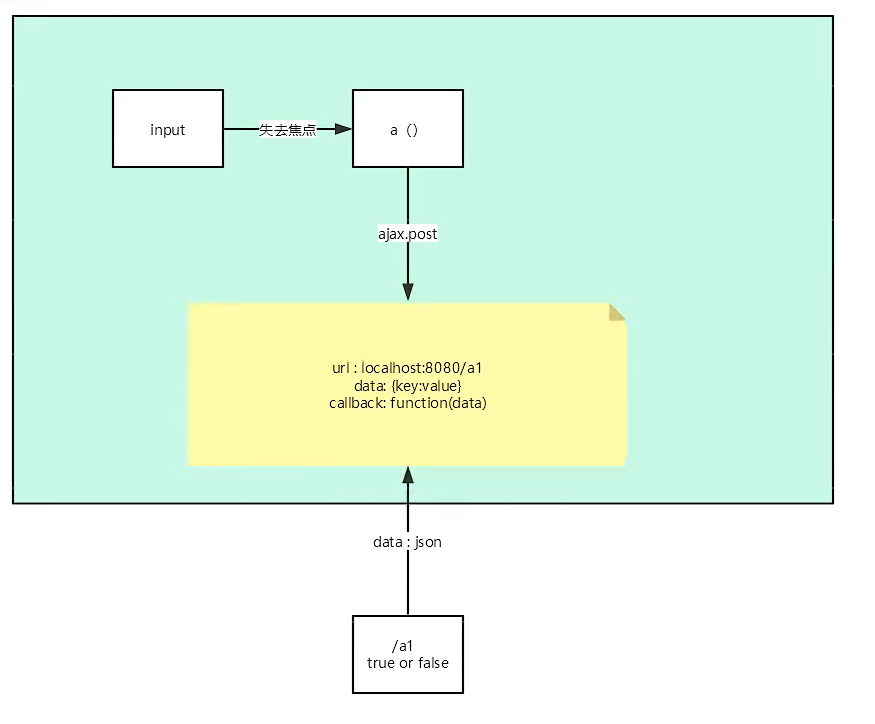 input
失去焦点
a（）
ajax.post
url : localhost:8080/a1
data: {key:value}
callback: function(data)
data : json
/a1
true or false